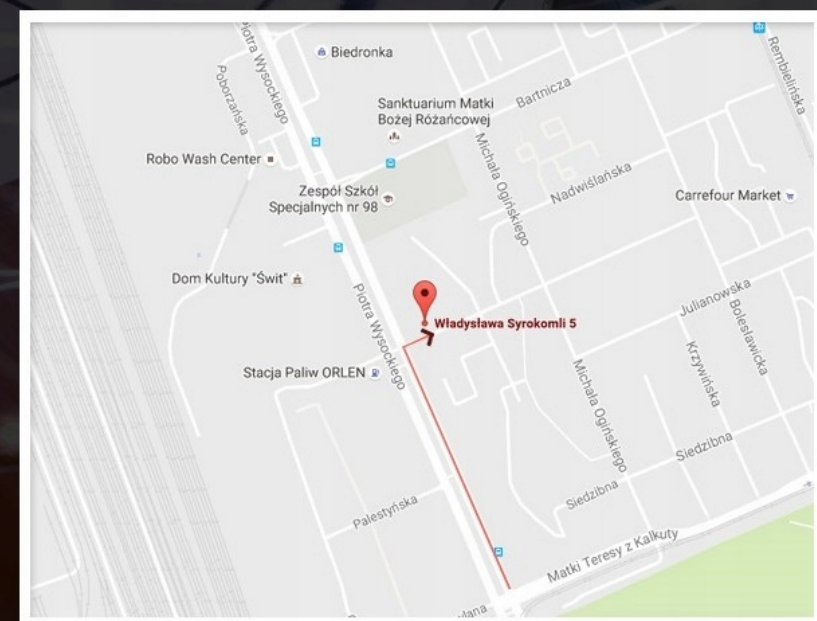 Piotra Wysockiego
Biedronka
Poborzańska
Rembielińska
Bartnicza
Sanktuarium Matki
Bożej Różańcowej
Robo Wash Center
Michała Ogińskiego
Nadwiślańska
Zespół Szkół
Specjalnych nr 98
Carrefour Market
Dom Kultury "Świt"
Piotra Wysockiego
Julianowska
Bolesławicka
Władysława Syrokomli 5
Krzywińska
Stacja Paliw ORLEN
Michała Ogińskiego
Siedzibna
Siedzibna
Palestyńska
Matki Teresy z Kalkuty